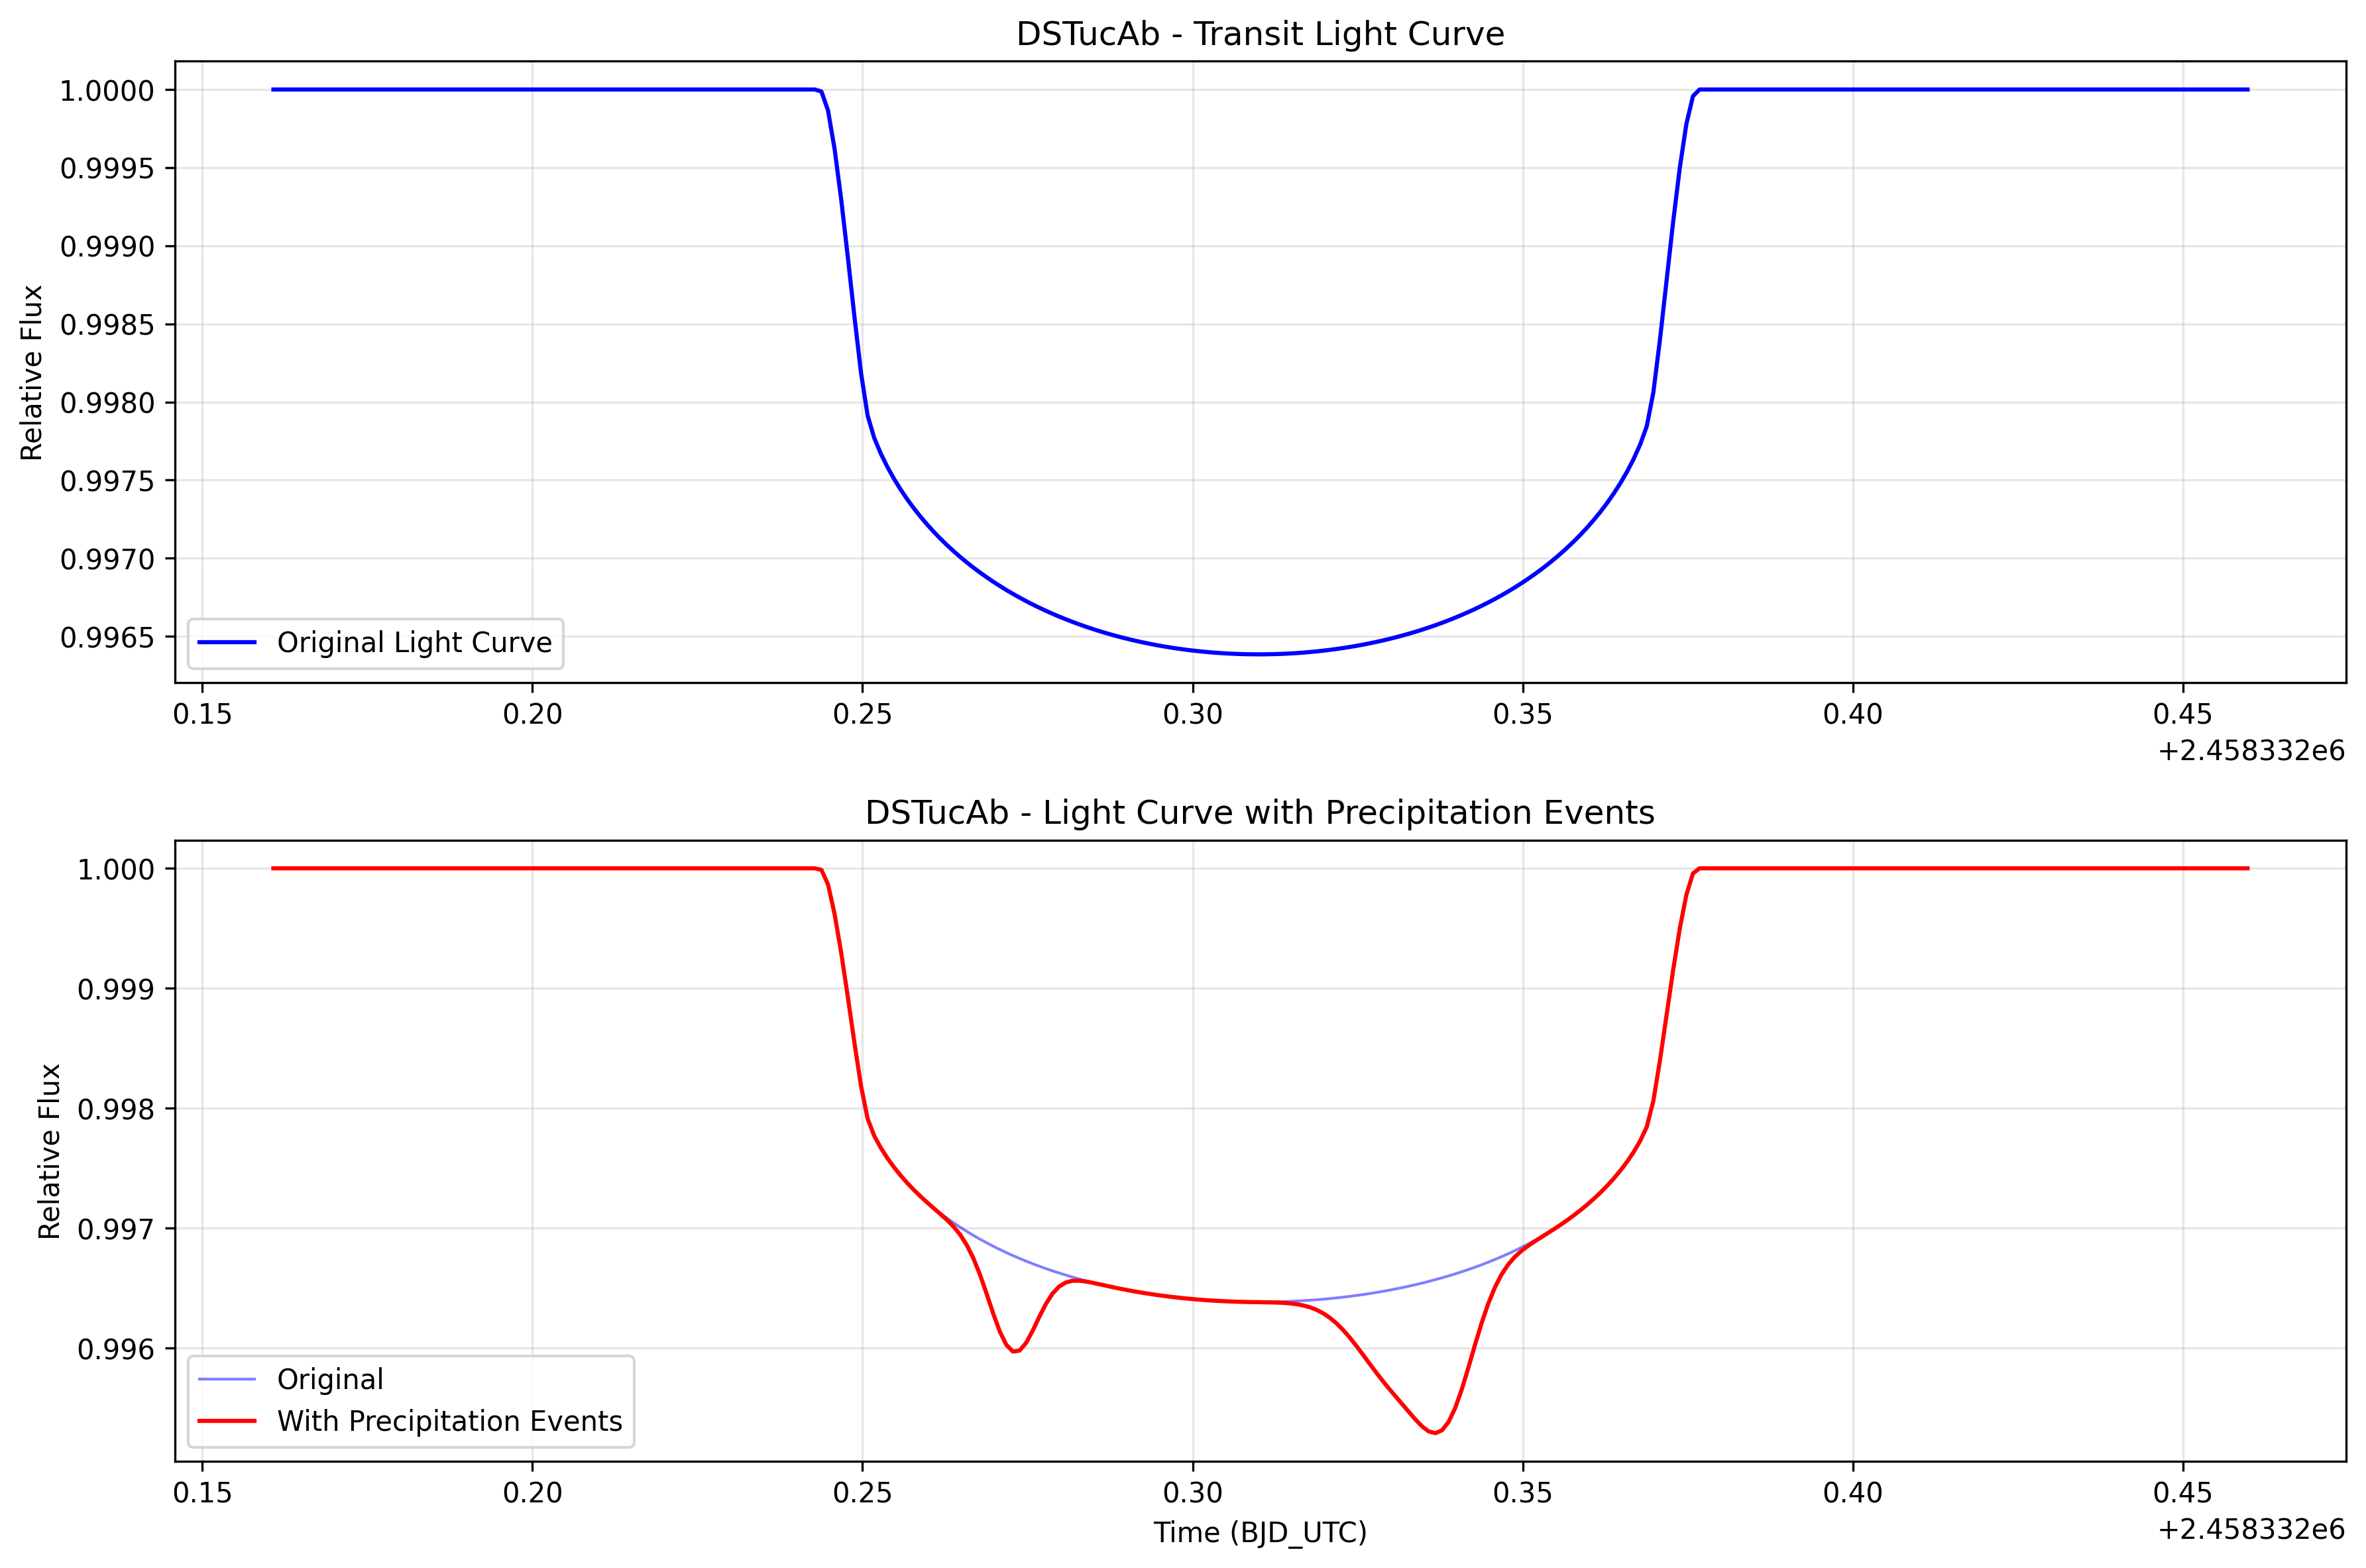 DSTucAb - Transit Light Curve
Relative Flux
1.0000
0.9995
0.9990
0.9985
0.9980
0.9975
0.9970
0.9965
Original Light Curve
0.15 0.20 0.25 0.30 0.35 0.40 0.45
+2.458332e6
DSTucAb - Light Curve with Precipitation Events
Relative Flux
1.000
0.999
0.998
0.997
0.996
Original
With Precipitation Events
0.15 0.20 0.25 0.30 0.35 0.40 0.45
+2.458332e6
Time (BJD_UTC)